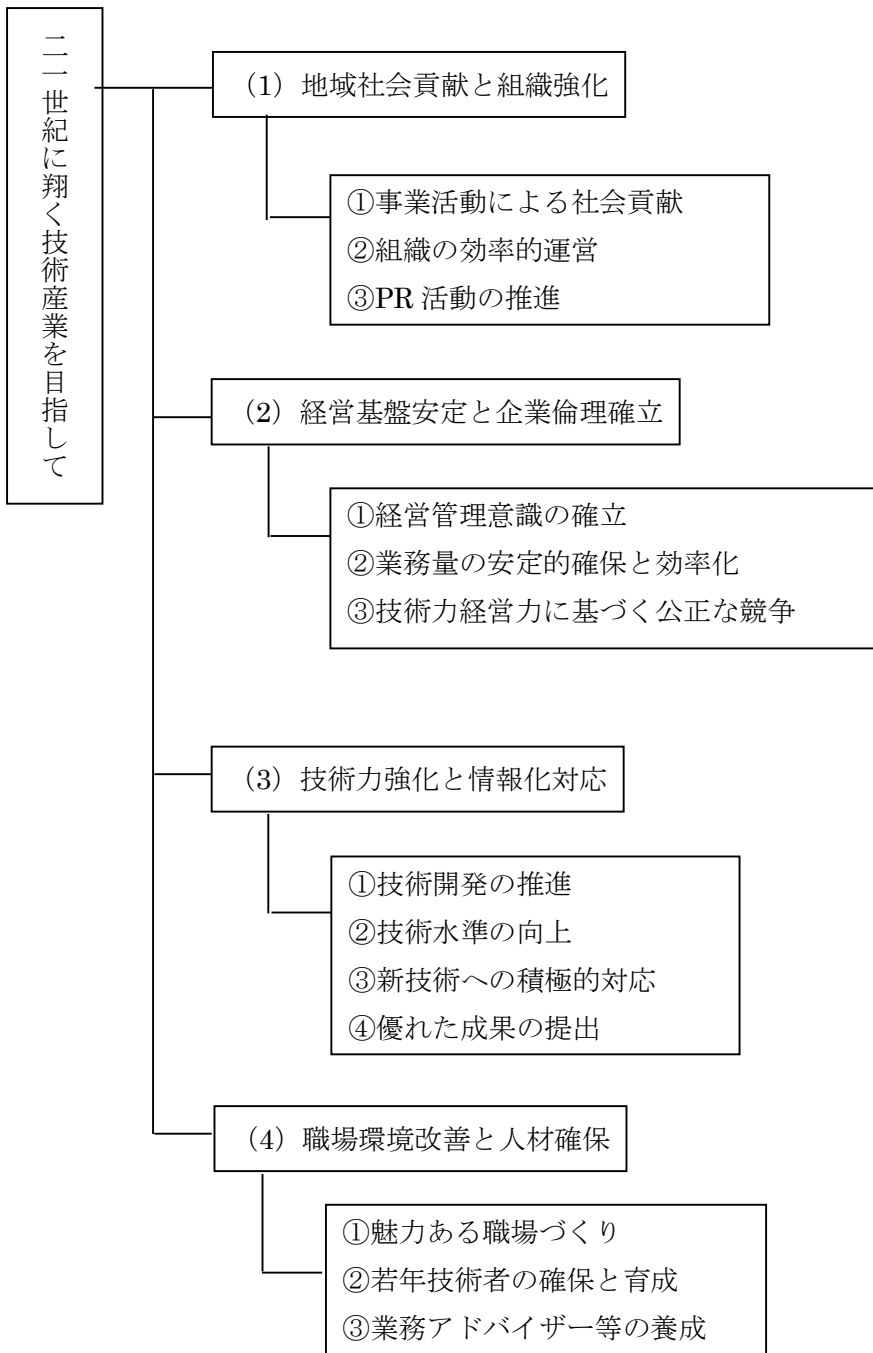 二一世紀に翔く技術産業を目指して
（1）地域社会貢献と組織強化
①事業活動による社会貢献
②組織の効率的運営
③PR 活動の推進
（2）経営基盤安定と企業倫理確立
①経営管理意識の確立
②業務量の安定的確保と効率化
③技術力経営力に基づく公正な競争
（3）技術力強化と情報化対応
①技術開発の推進
②技術水準の向上
③新技術への積極的対応
④優れた成果の提出
（4）職場環境改善と人材確保
①魅力ある職場づくり
②若年技術者の確保と育成
③業務アドバイザー等の養成